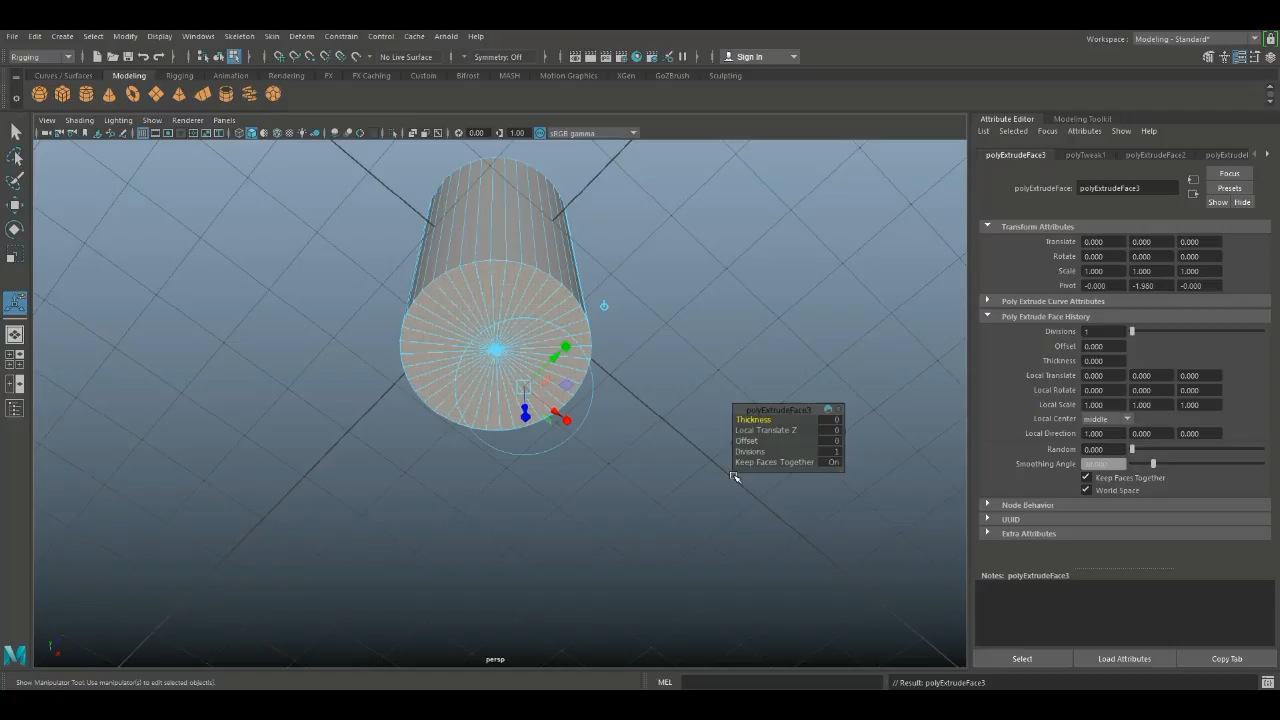 File Edit Create Select Modify Display Windows Skeleton Skin Deform Constrain Control Cache Arnold Help
Workspace: Modeling - Standard*
Rigging No Live Surface Symmetry: Off Sign In
Curves / Surfaces Modeling Rigging Animation Rendering FX FX Caching Custom Bifrost MASH Motion Graphics XGen GoZBrush Sculpting
View Shading Lighting Show Renderer Panels
0.00 1.00 sRGB gamma
Attribute Editor Modeling Toolkit
List Selected Focus Attributes Show Help
polyExtrudeFace3 polyTweak1 polyExtrudeFace2
polyExtrudeFace: polyExtrudeFace3
Focus
Presets
Show Hide
Transform Attributes
Translate 0.000 0.000 0.000
Rotate 0.000 0.000 0.000
Scale 1.000 1.000 1.000
Pivot -0.000 -1.980 -0.000
Poly Extrude Curve Attributes
Poly Extrude Face History
Divisions 1
Offset 0.000
Thickness 0.000
Local Translate 0.000 0.000 0.000
Local Rotate 0.000 0.000 0.000
Local Scale 1.000 1.000 1.000
Local Center middle
Local Direction 1.000 0.000 0.000
Random 0.000
Smoothing Angle
Keep Faces Together
World Space
Node Behavior
UUID
Extra Attributes
Notes: polyExtrudeFace3
Select Load Attributes Copy Tab
polyExtrudeFace3
Thickness 0
Local Translate Z 0
Offset 0
Divisions 1
Keep Faces Together On
persp
Show Manipulator Tool: Use manipulator(s) to edit selected object(s).
MEL
// Result: polyExtrudeFace3